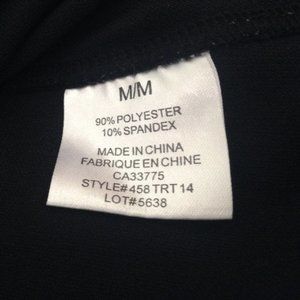 M/M
90% POLYESTER
10% SPANDEX
MADE IN CHINA
FABRIQUE EN CHINE
CA33775
STYLE#458 TRT 14
LOT#5638